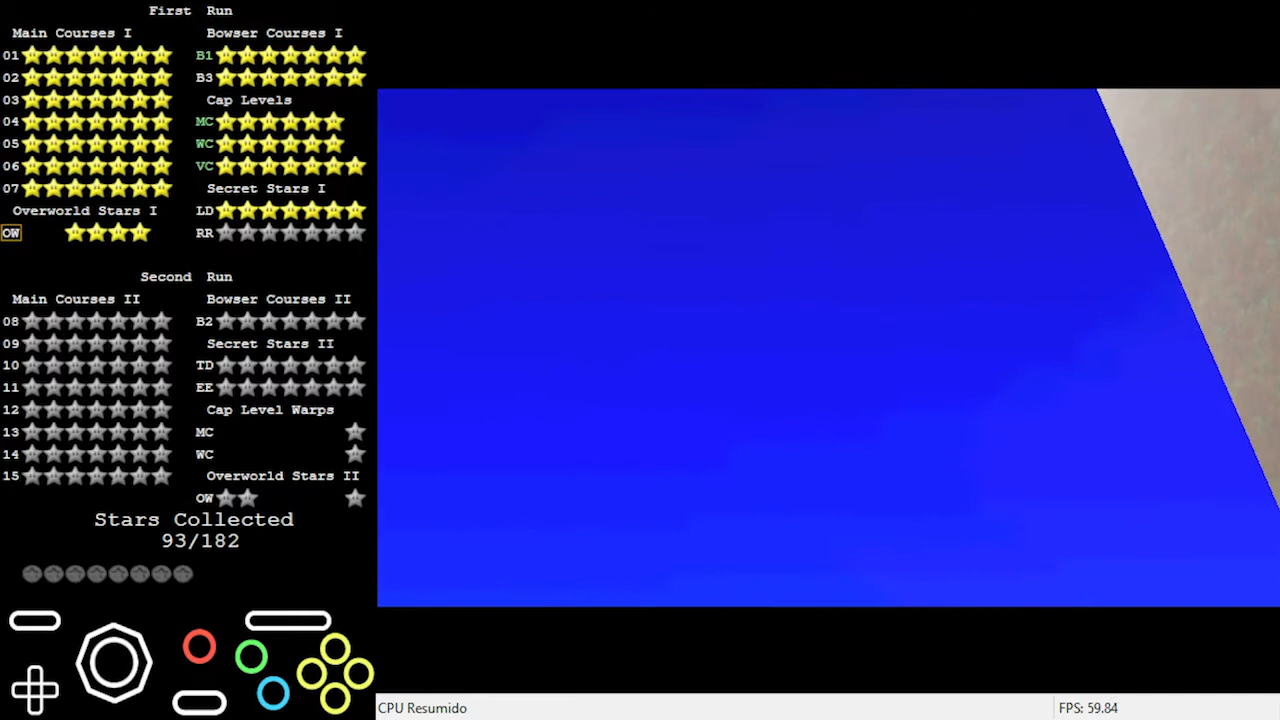 First Run
Main Courses I
01
02
03
04
05
06
07
Overworld Stars I
OW
Bowser Courses I
B1
B3
Cap Levels
MC
WC
VC
Secret Stars I
LD
RR
Second Run
Main Courses II
08
09
10
11
12
13
14
15
Bowser Courses II
B2
Secret Stars II
TD
EE
Cap Level Warps
MC
WC
Overworld Stars II
OW
Stars Collected
93/182
CPU Resumido
FPS: 59.84